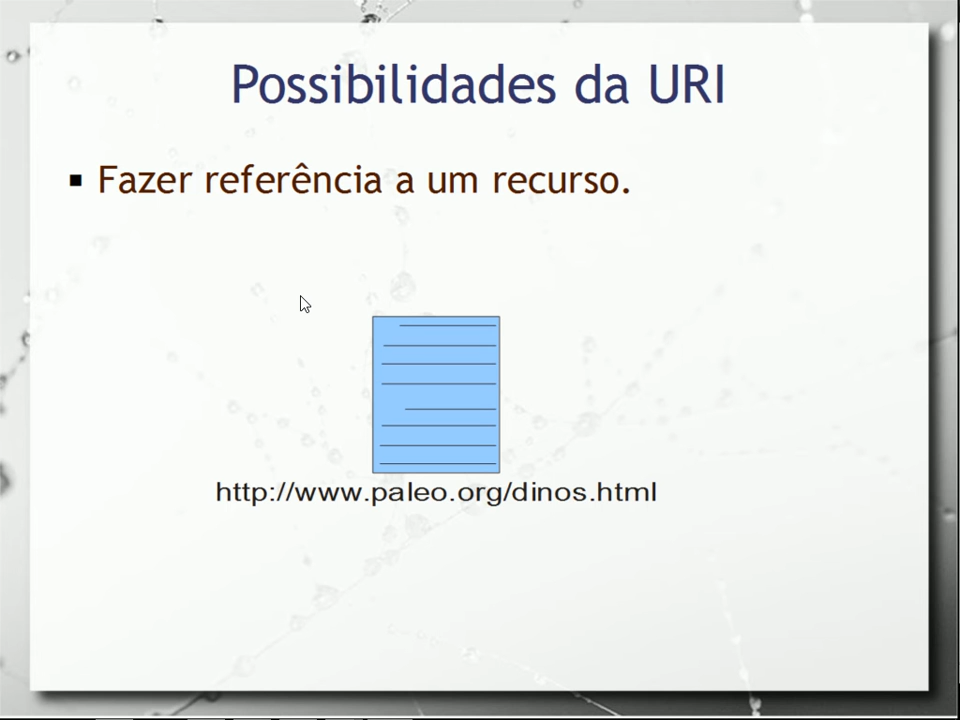 Possibilidades da URI
▪ Fazer referência a um recurso.
http://www.paleo.org/dinos.html